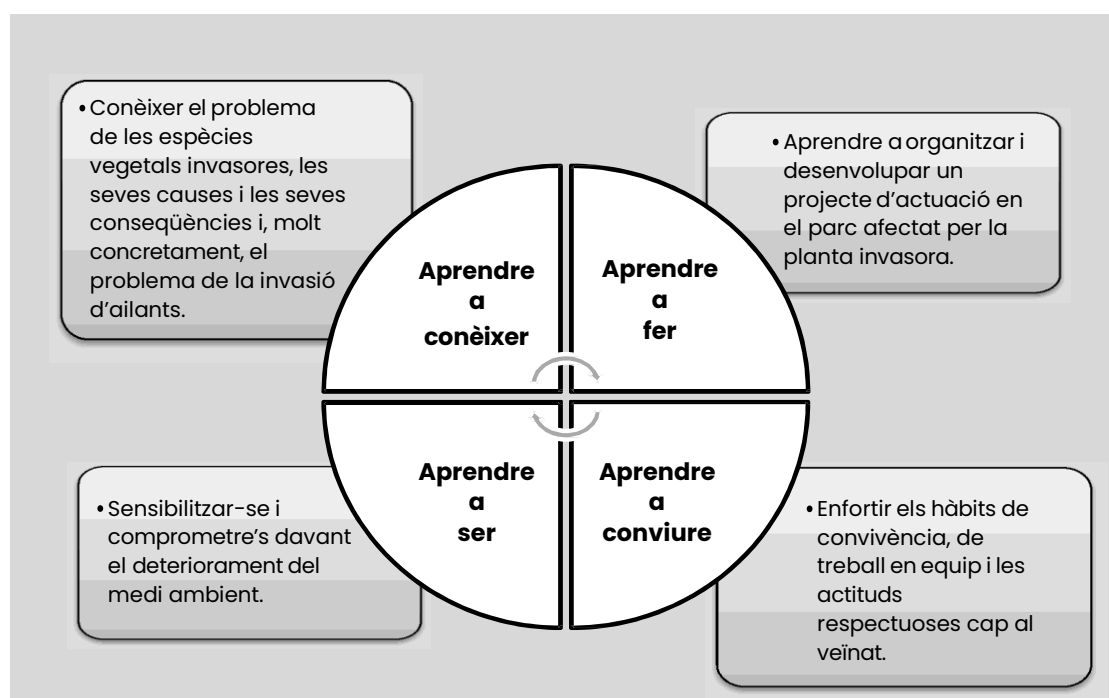 • Conèixer el problema
de les espècies
vegetals invasores, les
seves causes i les seves
conseqüències i, molt
concretament, el
problema de la invasió
d’ailants.
• Aprendre a organitzar i
desenvolupar un
projecte d’actuació en
el parc afectat per la
planta invasora.
Aprendre
a
conèixer
Aprendre
a
fer
Aprendre
a
ser
Aprendre
a
conviure
• Sensibilitzar-se i
comprometre’s davant
el deteriorament del
medi ambient.
• Enfortir els hàbits de
convivència, de
treball en equip i les
actituds
respectuoses cap al
veïnat.